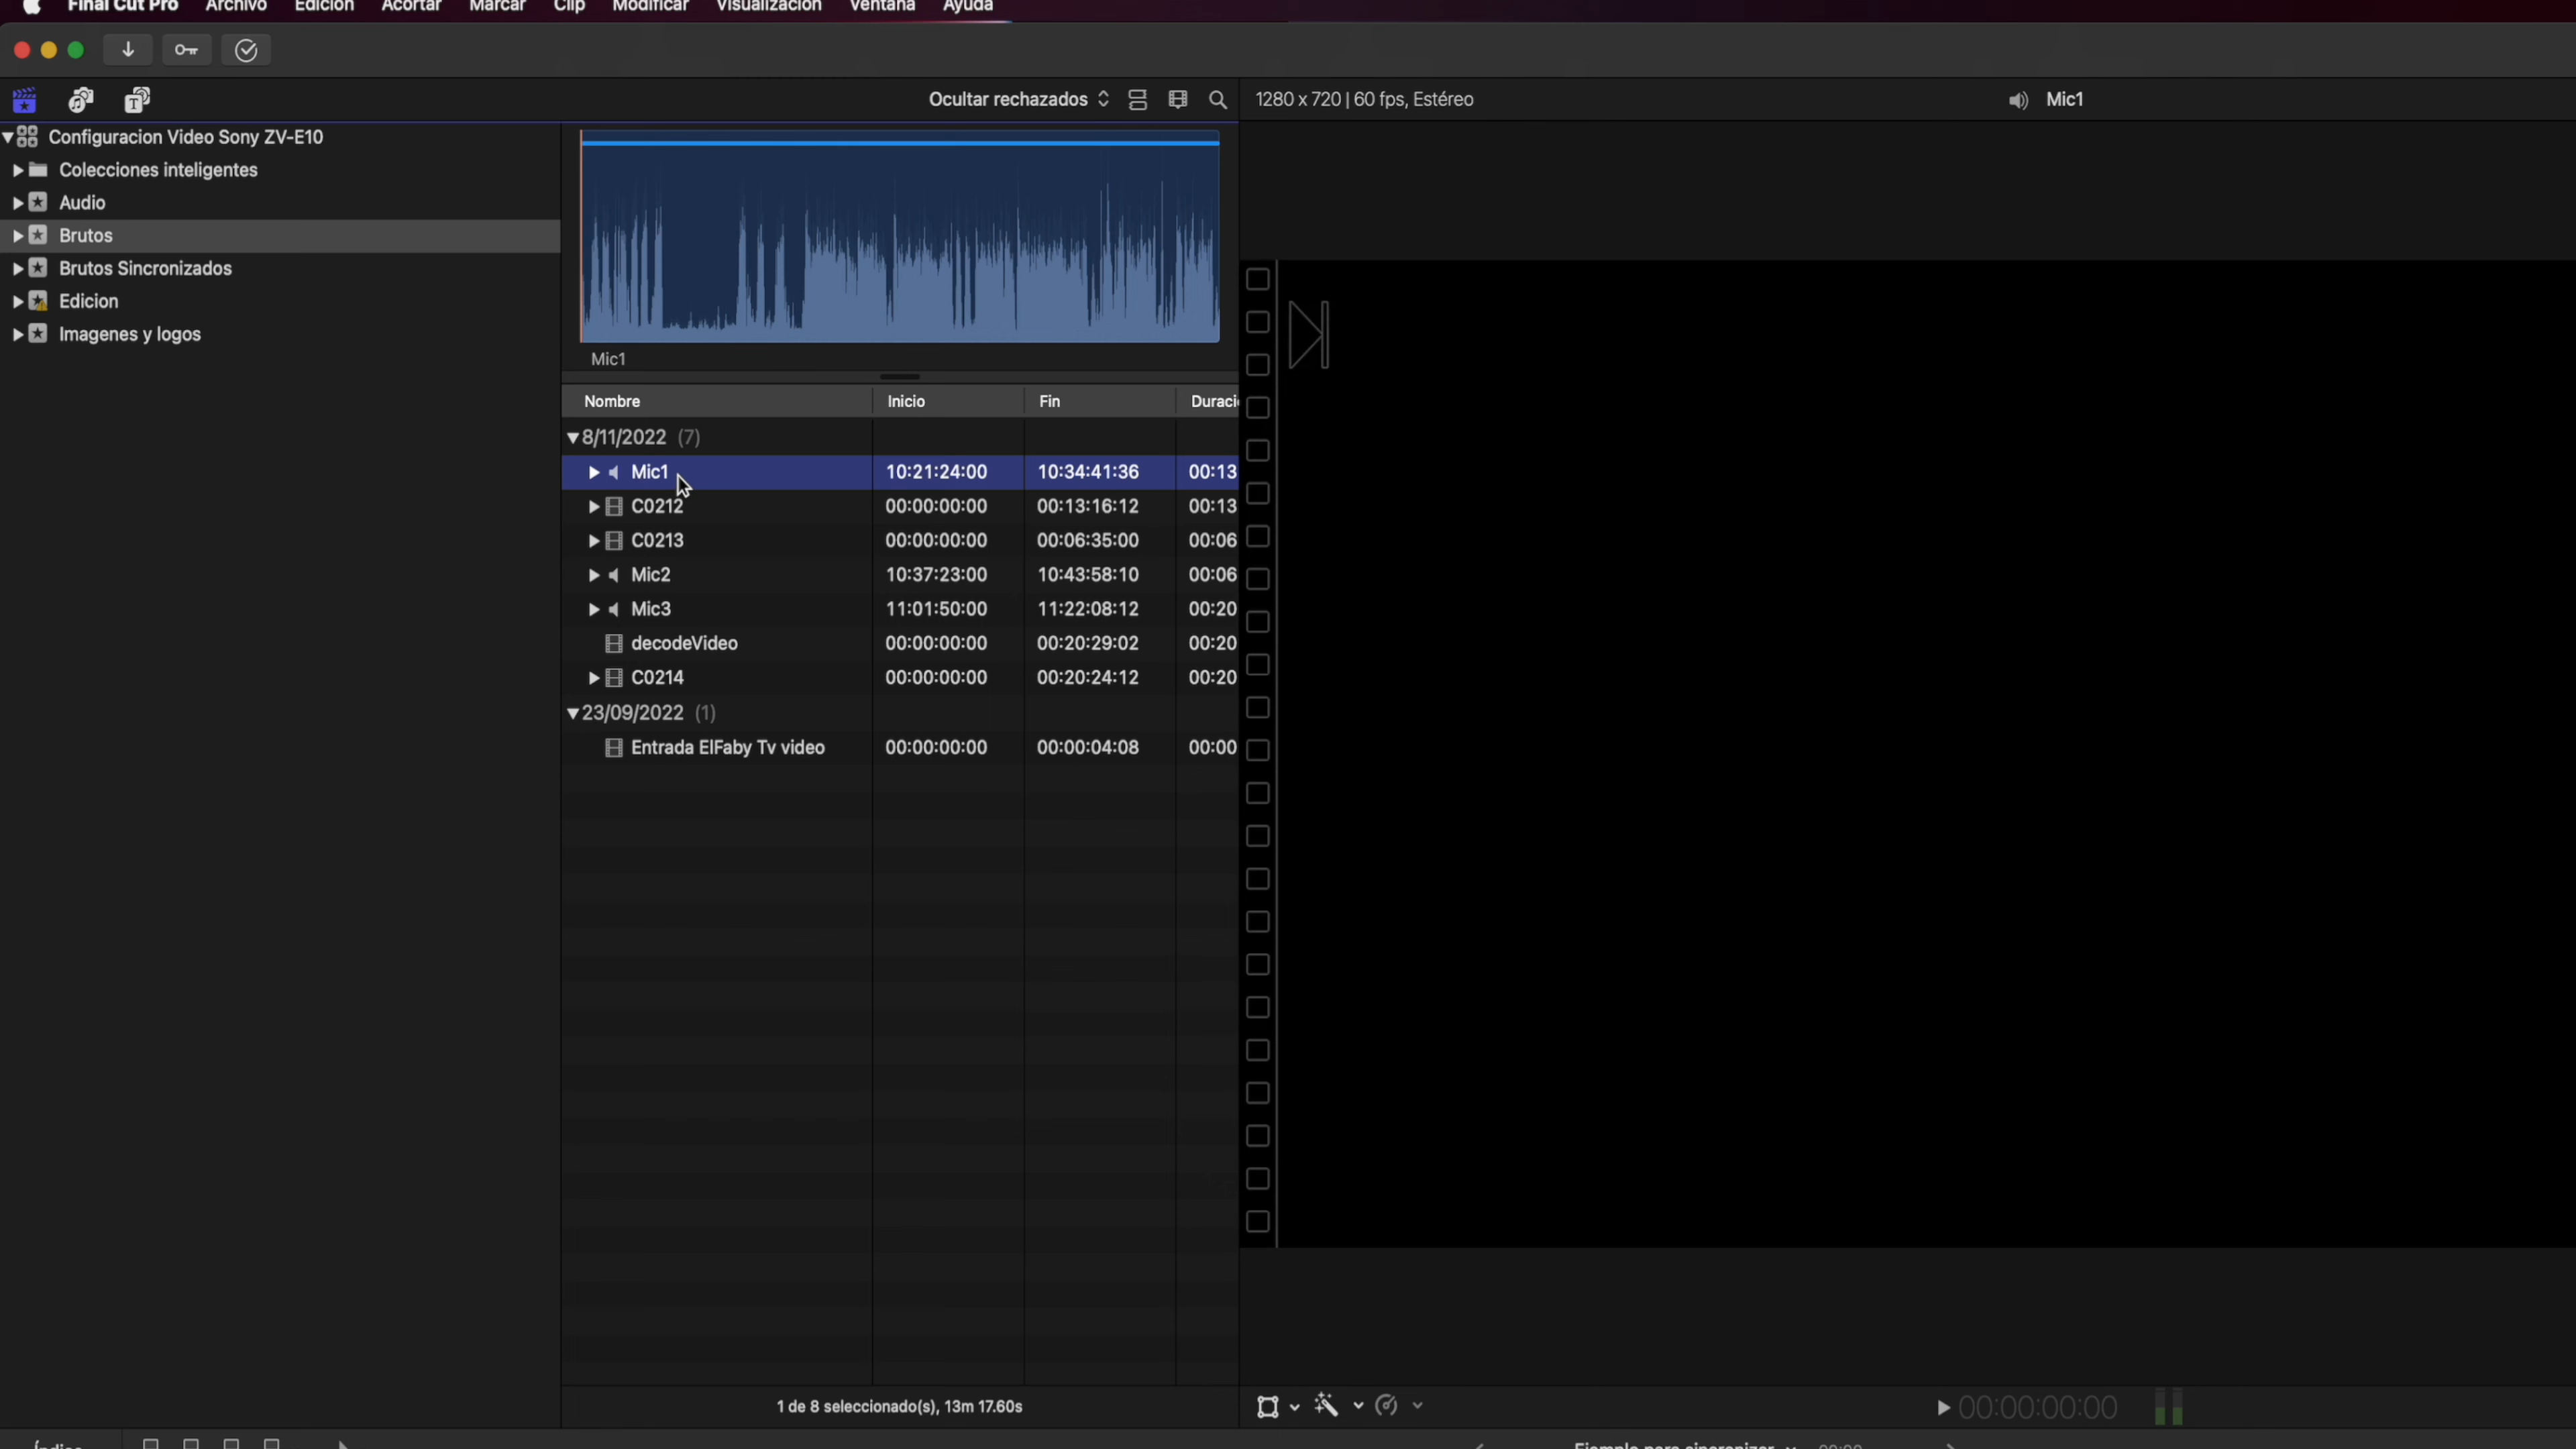 Final Cut Pro Archivo Edición Acortar Marcar Clip Modificar Visualización Ventana Ayuda
Ocultar rechazados
1280 x 720 | 60 fps, Estéreo
Mic1
Configuracion Video Sony ZV-E10
Colecciones inteligentes
Audio
Brutos
Brutos Sincronizados
Edicion
Imagenes y logos
Mic1
Nombre Inicio Fin Duraci
8/11/2022 (7)
Mic1 10:21:24:00 10:34:41:36 00:13
C0212 00:00:00:00 00:13:16:12 00:13
C0213 00:00:00:00 00:06:35:00 00:06
Mic2 10:37:23:00 10:43:58:10 00:06
Mic3 11:01:50:00 11:22:08:12 00:20
decodeVideo 00:00:00:00 00:20:29:02 00:20
C0214 00:00:00:00 00:20:24:12 00:20
23/09/2022 (1)
Entrada ElFaby Tv video 00:00:00:00 00:00:04:08 00:00
1 de 8 seleccionado(s), 13m 17.60s
00:00:00:00
Índice
Ejemplo para sincronizar